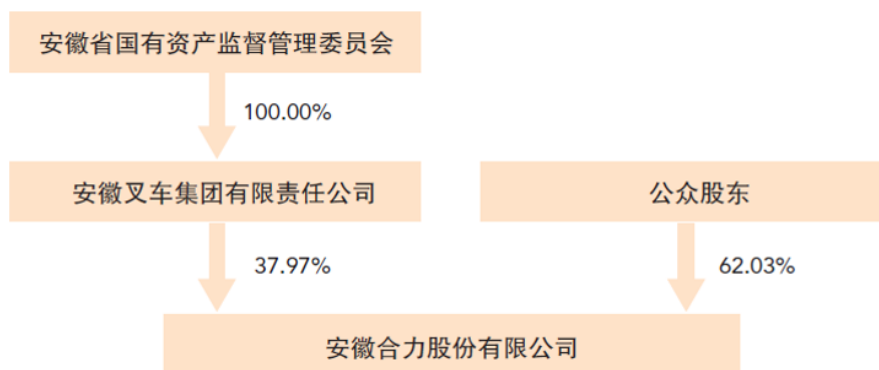 安徽省国有资产监督管理委员会
100.00%
安徽叉车集团有限责任公司
公众股东
37.97%
62.03%
安徽合力股份有限公司